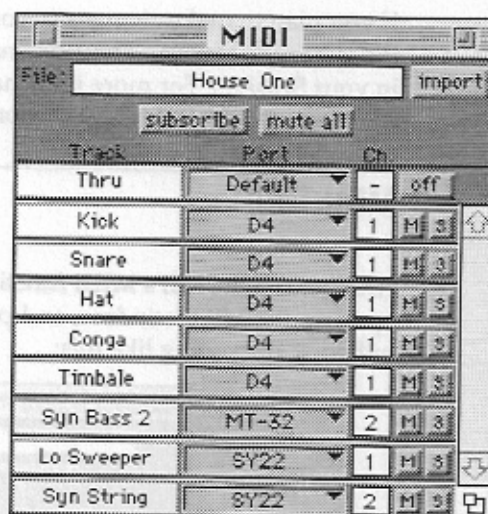 MIDI
File: House One import
subscribe mute all
Track Port Ch
Thru Default - off
Kick D4 1 M S
Snare D4 1 M S
Hat D4 1 M S
Conga D4 1 M S
Timbale D4 1 M S
Syn Bass 2 MT-32 2 M S
Lo Sweeper SY22 1 M S
Syn String SY22 2 M S